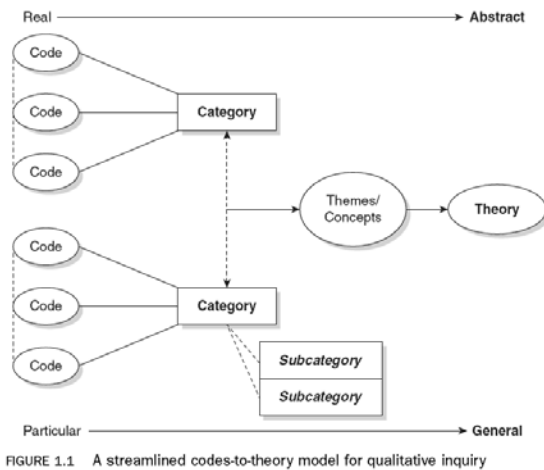 Real Abstract
Code
Code
Category
Code
Themes/
Concepts
Theory
Code
Code
Category
Code
Subcategory
Subcategory
Particular General
FIGURE 1.1 A streamlined codes-to-theory model for qualitative inquiry